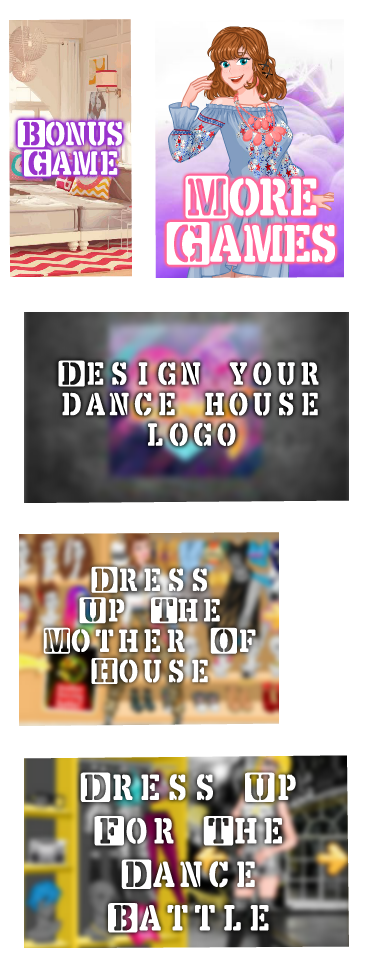 Bonus
Game
More
Games
Design your
dance house
logo
Dress
Up The
Mother Of
House
Dress Up
For The
Dance
Battle